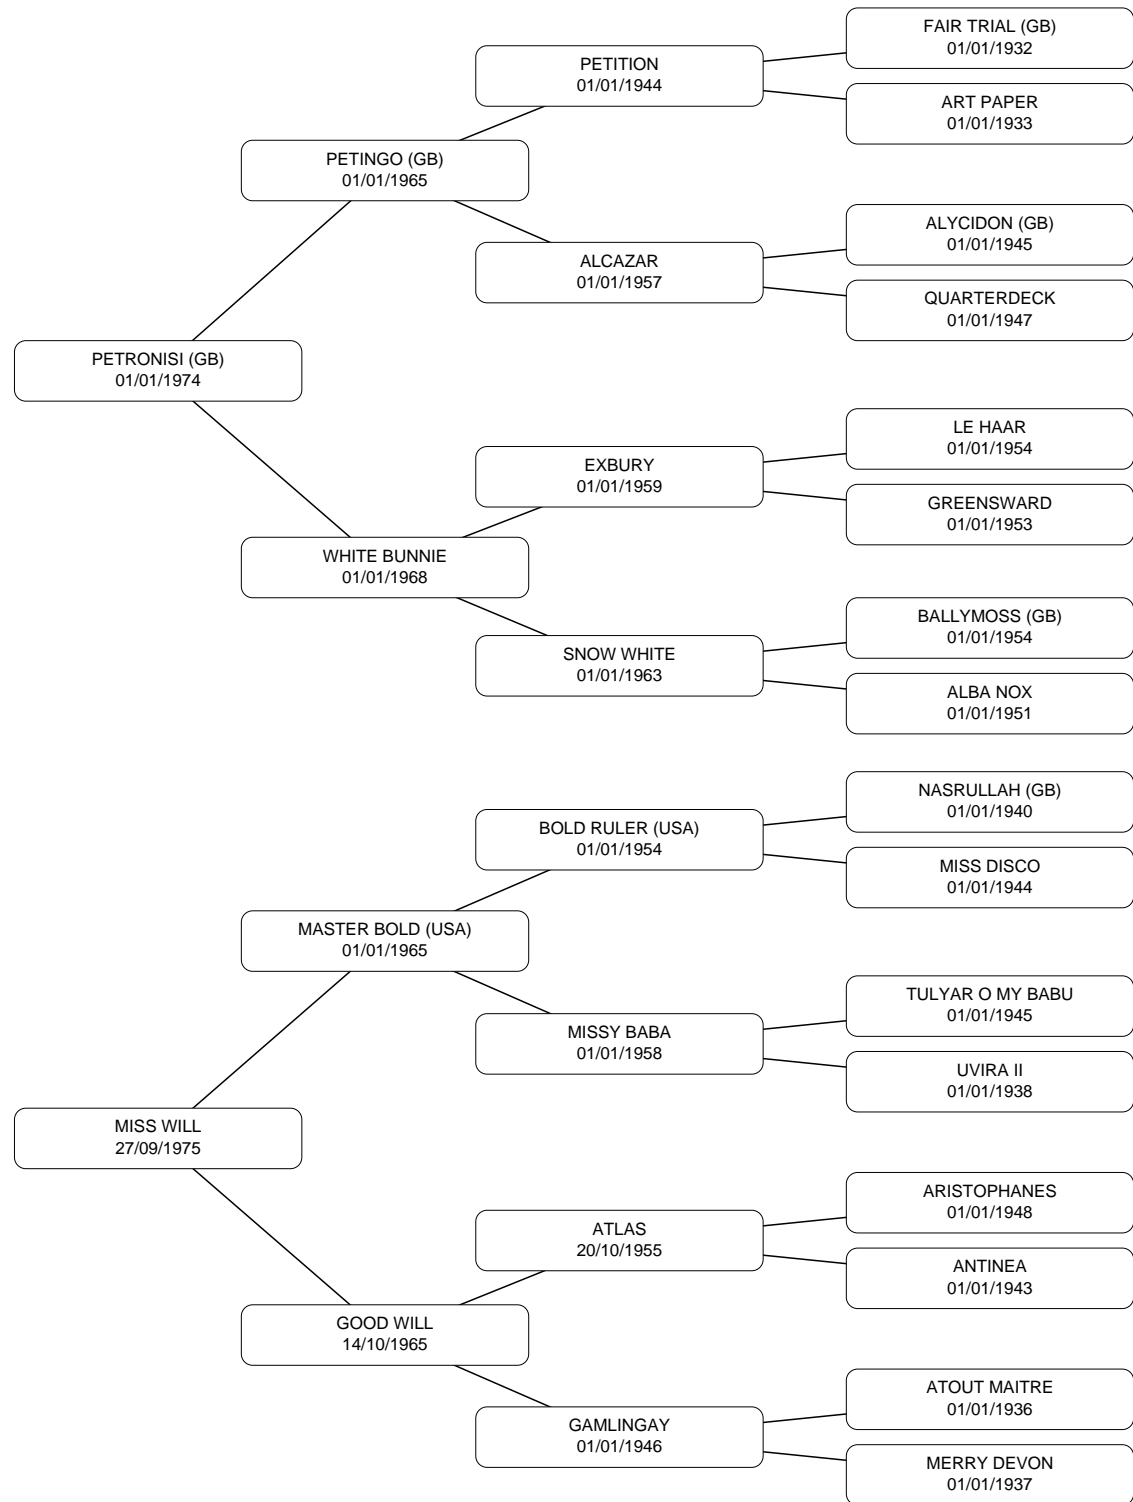 FAIR TRIAL (GB)
01/01/1932
PETITION
01/01/1944
ART PAPER
01/01/1933
PETINGO (GB)
01/01/1965
ALYCIDON (GB)
01/01/1945
ALCAZAR
01/01/1957
QUARTERDECK
01/01/1947
PETRONISI (GB)
01/01/1974
LE HAAR
01/01/1954
EXBURY
01/01/1959
GREENSWARD
01/01/1953
WHITE BUNNIE
01/01/1968
BALLYMOSS (GB)
01/01/1954
SNOW WHITE
01/01/1963
ALBA NOX
01/01/1951
NASRULLAH (GB)
01/01/1940
BOLD RULER (USA)
01/01/1954
MISS DISCO
01/01/1944
MASTER BOLD (USA)
01/01/1965
TULYAR O MY BABU
01/01/1945
MISSY BABA
01/01/1958
UVIRA II
01/01/1938
MISS WILL
27/09/1975
ARISTOPHANES
01/01/1948
ATLAS
20/10/1955
ANTINEA
01/01/1943
GOOD WILL
14/10/1965
ATOUT MAITRE
01/01/1936
GAMLINGAY
01/01/1946
MERRY DEVON
01/01/1937